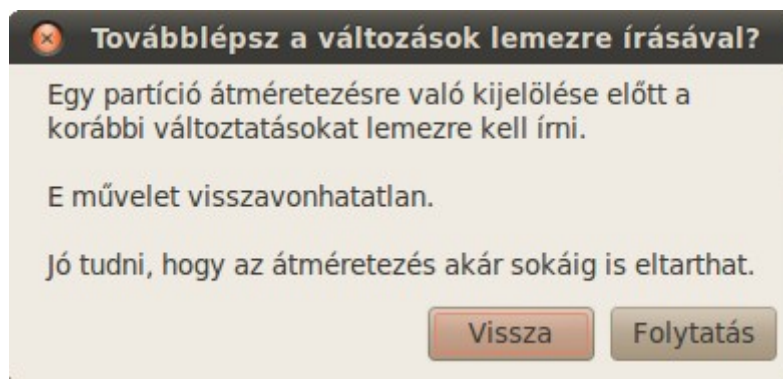 Továbblépsz a változások lemezre írásával?
Egy partíció átméretezésre való kijelölése előtt a
korábbi változtatásokat lemezre kell írni.
E művelet visszavonhatatlan.
Jó tudni, hogy az átméretezés akár sokáig is eltarthat.
Vissza Folytatás